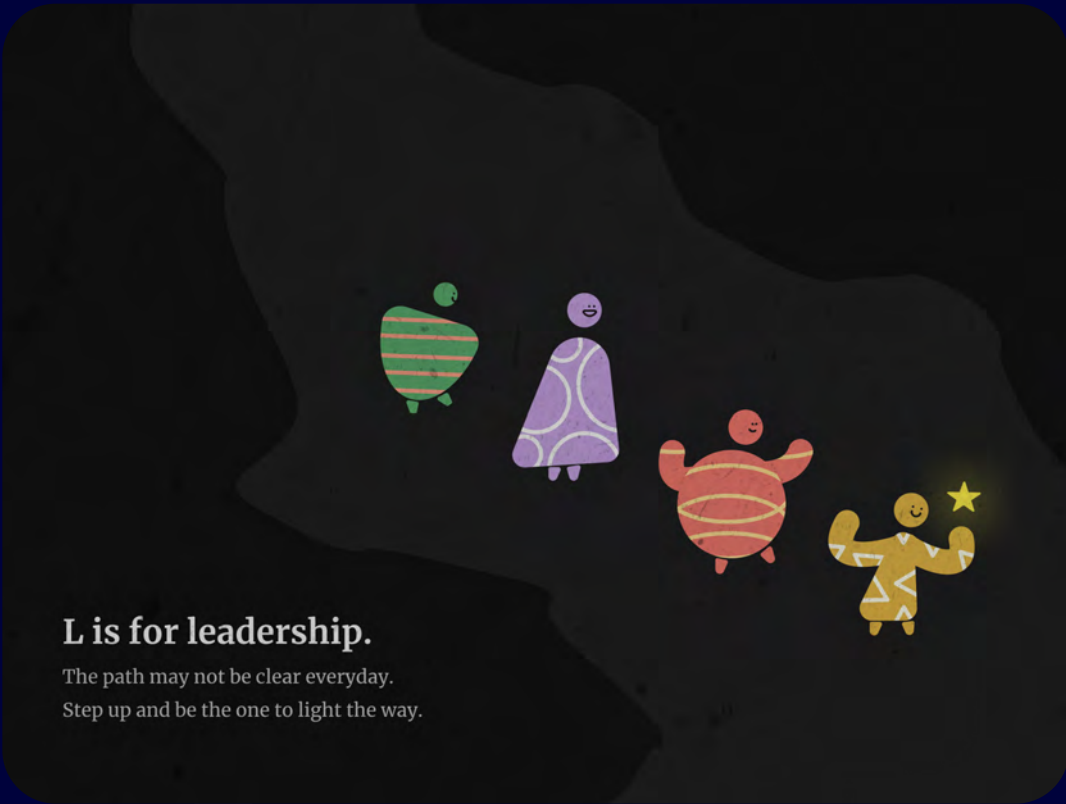 L is for leadership.
The path may not be clear everyday.
Step up and be the one to light the way.